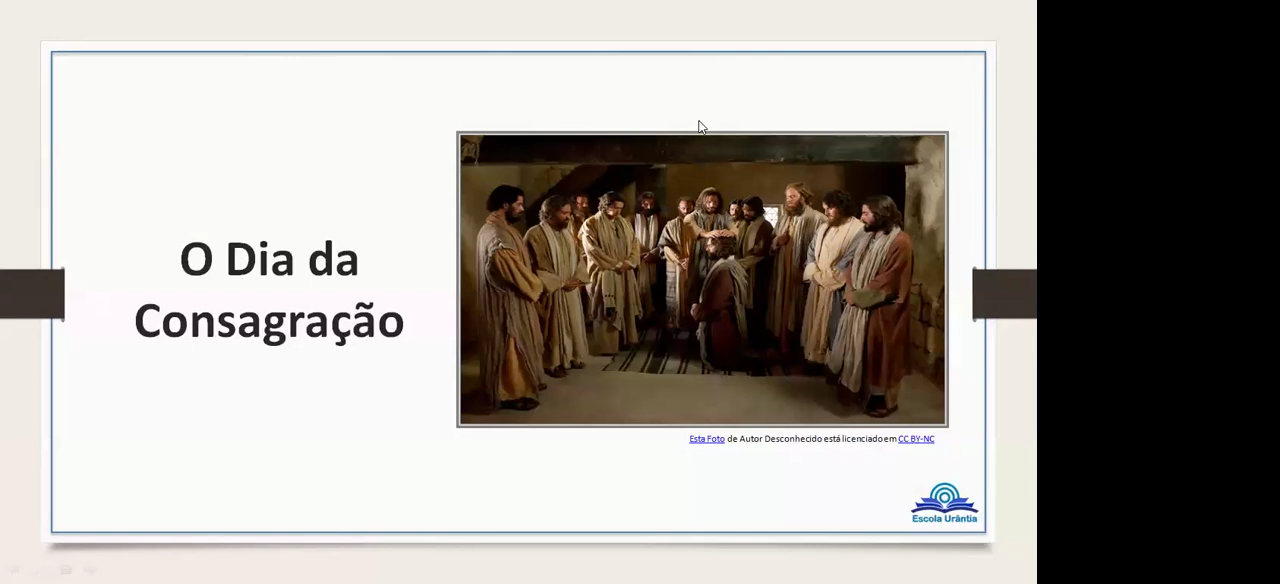 O Dia da
Consagração
Esta Foto de Autor Desconhecido está licenciado em CC BY-NC
Escola Urântia